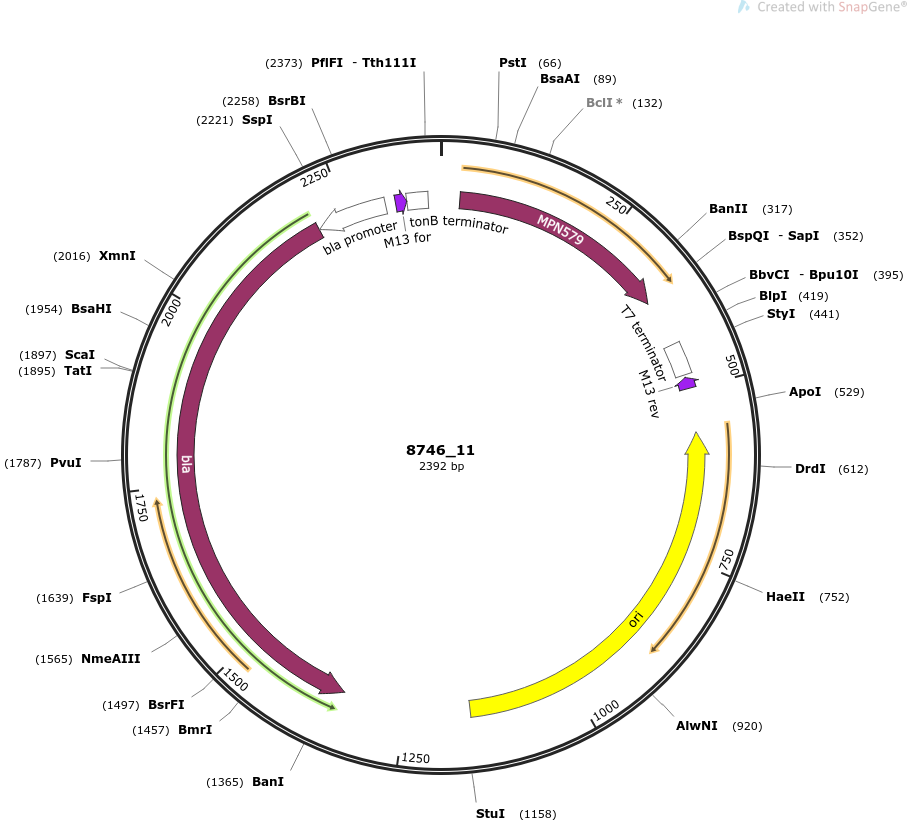 Created with SnapGene®
(2373) PflFI - Tth111I
PstI (66)
BsaAI (89)
BclI * (132)
(2258) BsrBI
(2221) SspI
2250
250
BanII (317)
BspQI - SapI (352)
BbvCI - Bpu10I (395)
BlpI (419)
StyI (441)
bla promoter
M13 for
tonB terminator
MPN579
(2016) XmnI
(1954) BsaHI
2000
T7 terminator
M13 rev
500
(1897) ScaI
(1895) TatI
ApoI (529)
8746_11
2392 bp
(1787) PvuI
bla
DrdI (612)
1750
750
HaeII (752)
(1639) FspI
ori
(1565) NmeAIII
1500
(1497) BsrFI
(1457) BmrI
1000
AlwNI (920)
1250
(1365) BanI
StuI (1158)